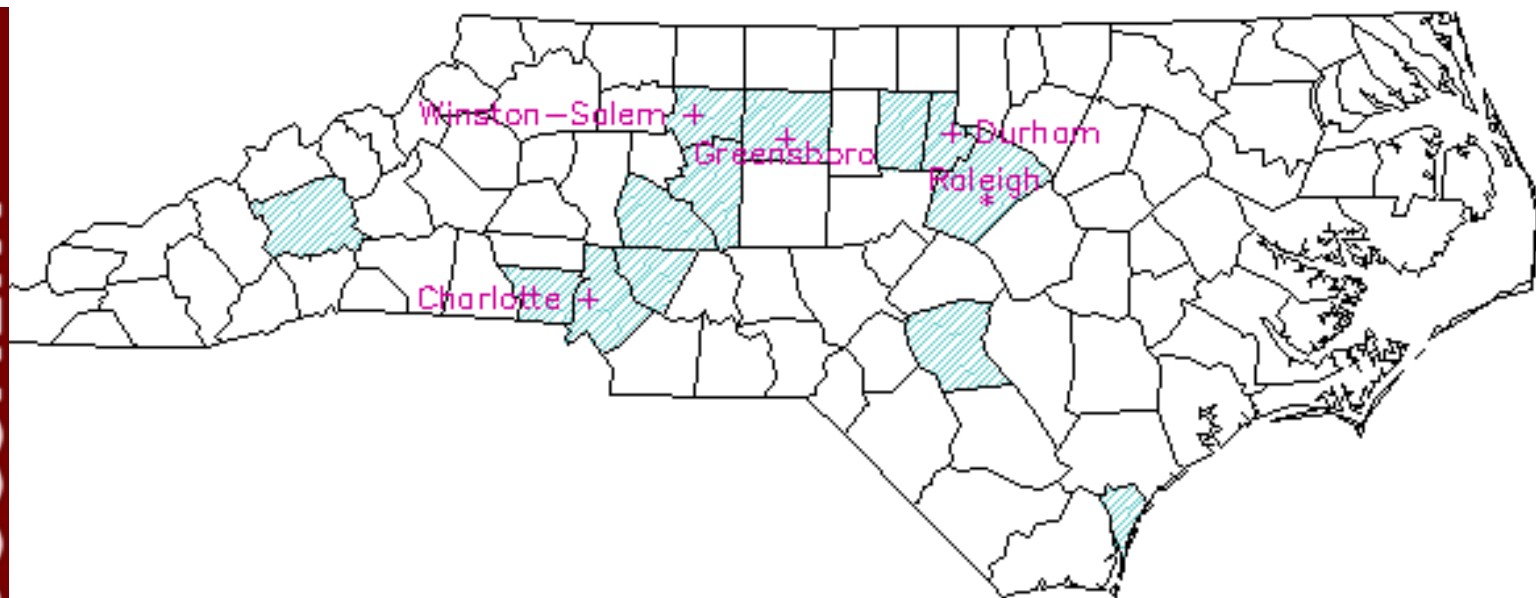 Winston-Salem
Durham
Greensboro
Raleigh
Charlotte